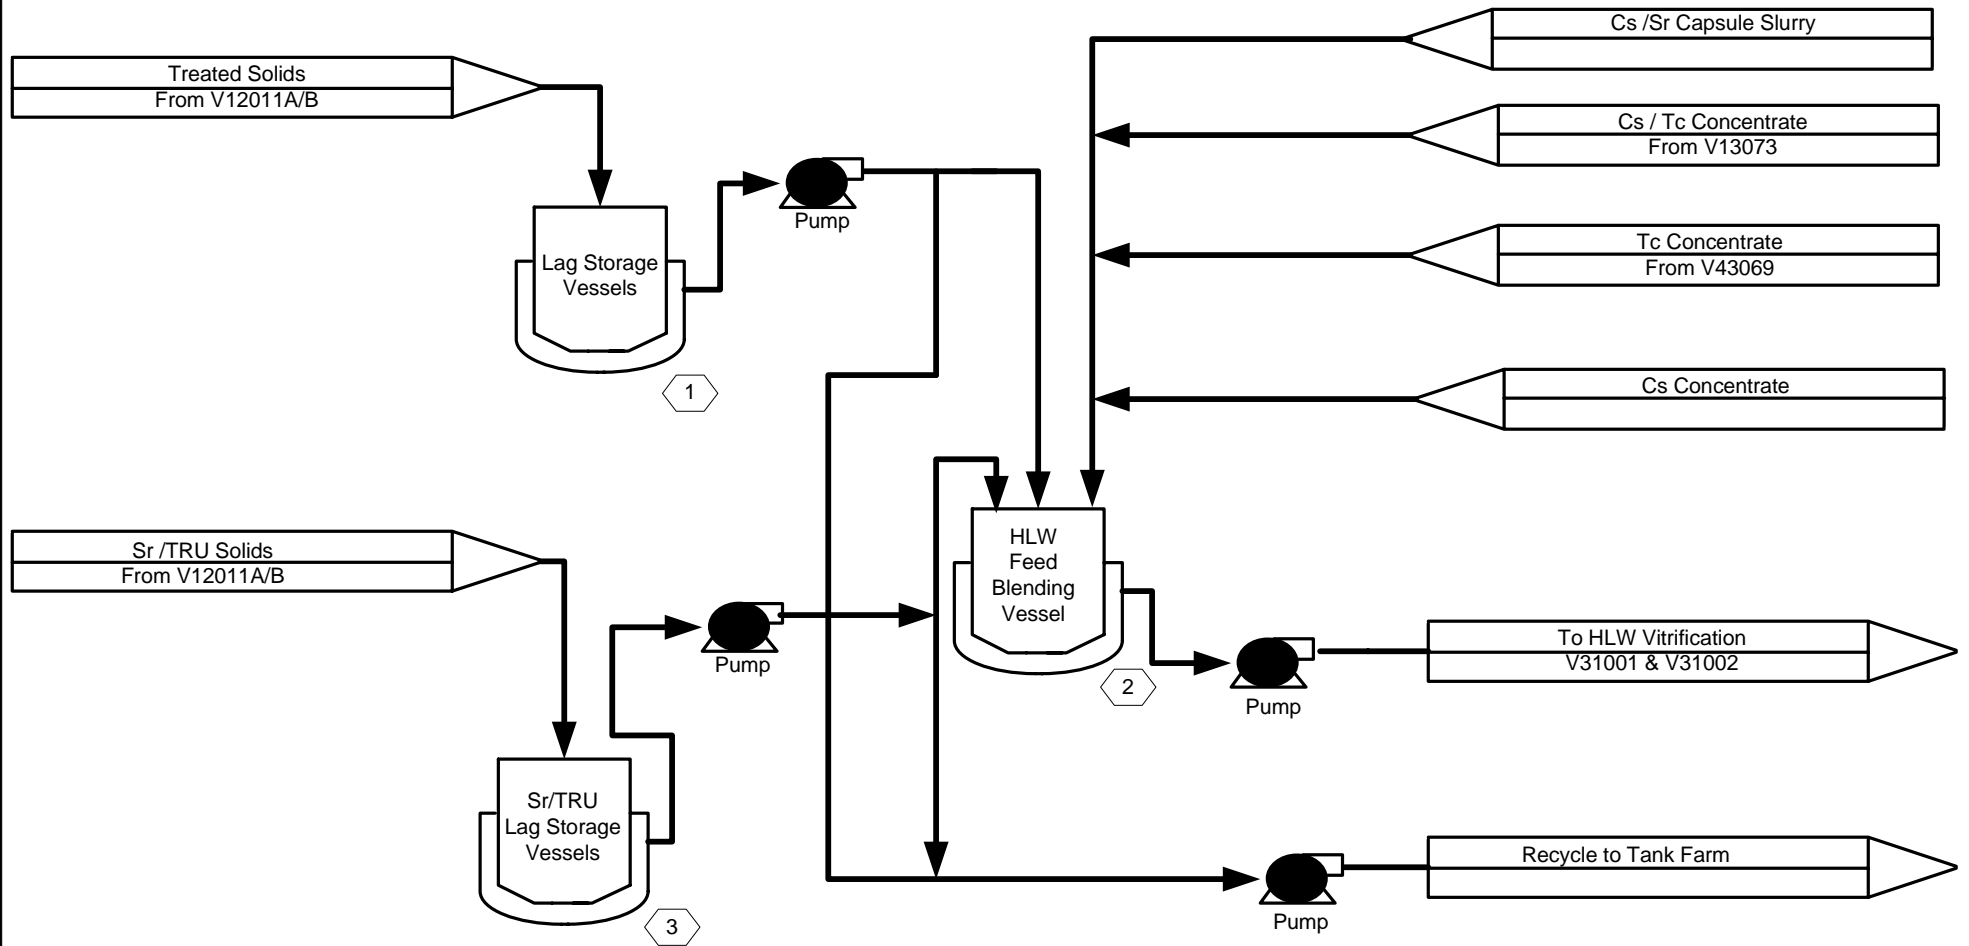 Cs /Sr Capsule Slurry
Treated Solids
From V12011A/B
Cs / Tc Concentrate
From V13073
Pump
Lag Storage
Vessels
Tc Concentrate
From V43069
1
Cs Concentrate
Sr /TRU Solids
From V12011A/B
HLW
Feed
Blending
Vessel
Pump
To HLW Vitrification
V31001 & V31002
2
Pump
Sr/TRU
Lag Storage
Vessels
Recycle to Tank Farm
3
Pump